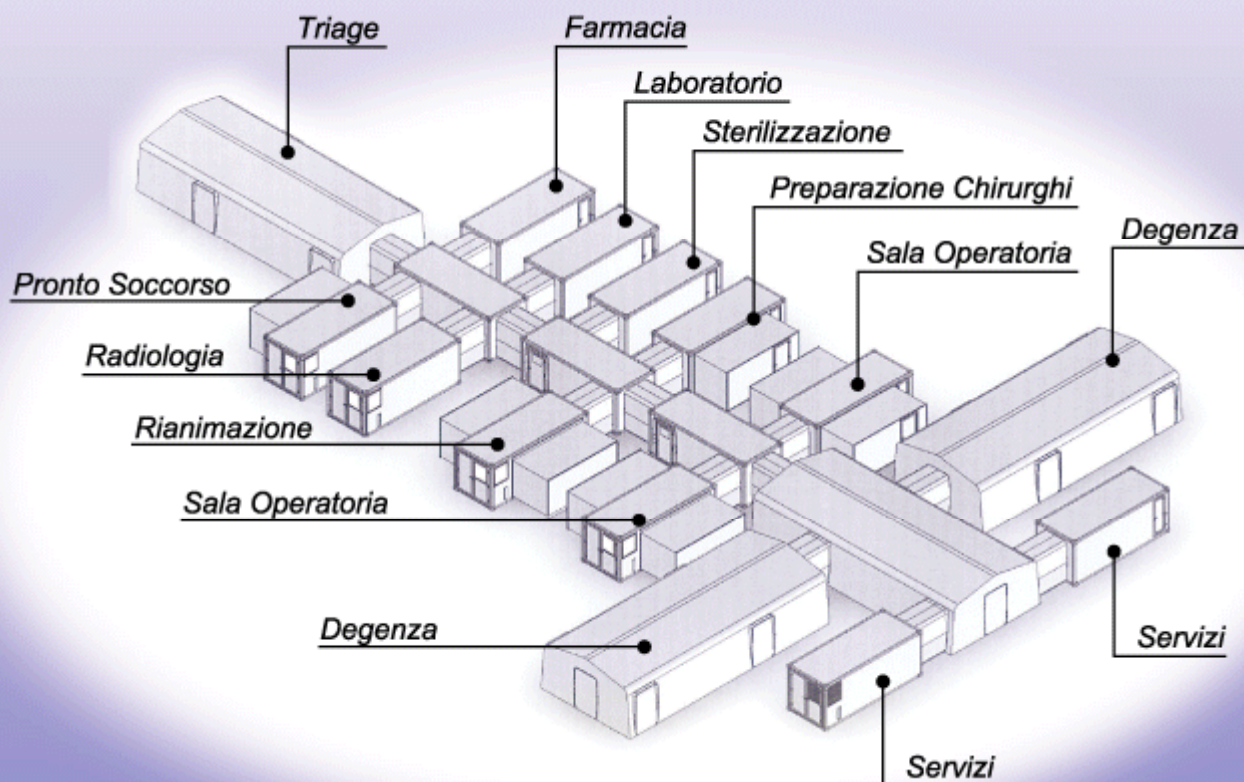 Triage
Farmacia
Laboratorio
Sterilizzazione
Preparazione Chirurghi
Degenza
Sala Operatoria
Pronto Soccorso
Radiologia
Rianimazione
Sala Operatoria
Degenza
Servizi
Servizi